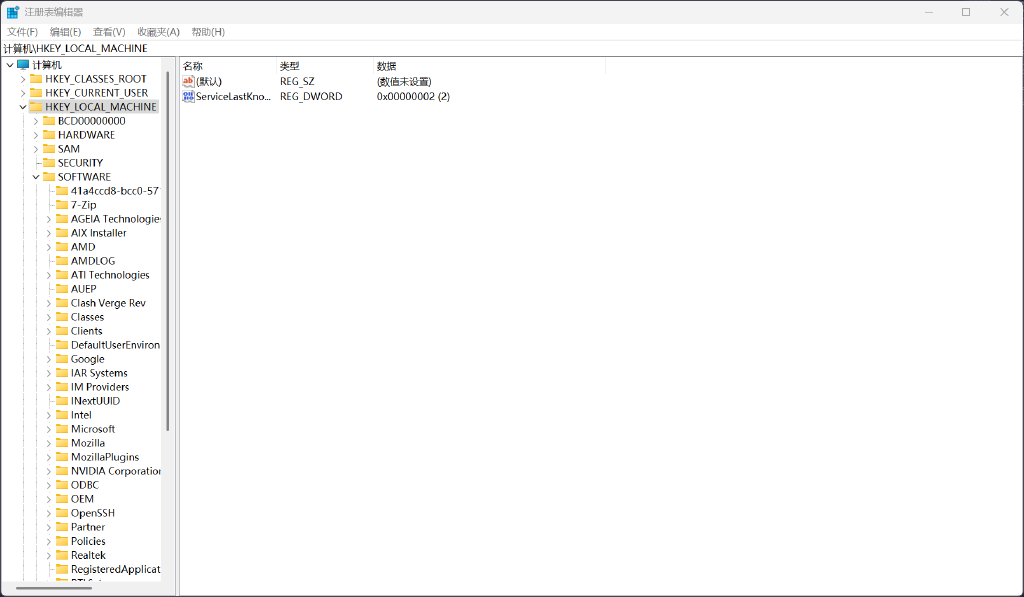 注册表编辑器
文件(F) 编辑(E) 查看(V) 收藏夹(A) 帮助(H)
计算机\HKEY_LOCAL_MACHINE
计算机
HKEY_CLASSES_ROOT
HKEY_CURRENT_USER
HKEY_LOCAL_MACHINE
BCD00000000
HARDWARE
SAM
SECURITY
SOFTWARE
41a4ccd8-bcc0-57
7-Zip
AGEIA Technologies
AIX Installer
AMD
AMDLOG
ATI Technologies
AUEP
Clash Verge Rev
Classes
Clients
DefaultUserEnviron
Google
IAR Systems
IM Providers
INextUUID
Intel
Microsoft
Mozilla
MozillaPlugins
NVIDIA Corporation
ODBC
OEM
OpenSSH
Partner
Policies
Realtek
RegisteredApplicat
名称 类型 数据
(默认) REG_SZ (数值未设置)
ServiceLastKno... REG_DWORD 0x00000002 (2)